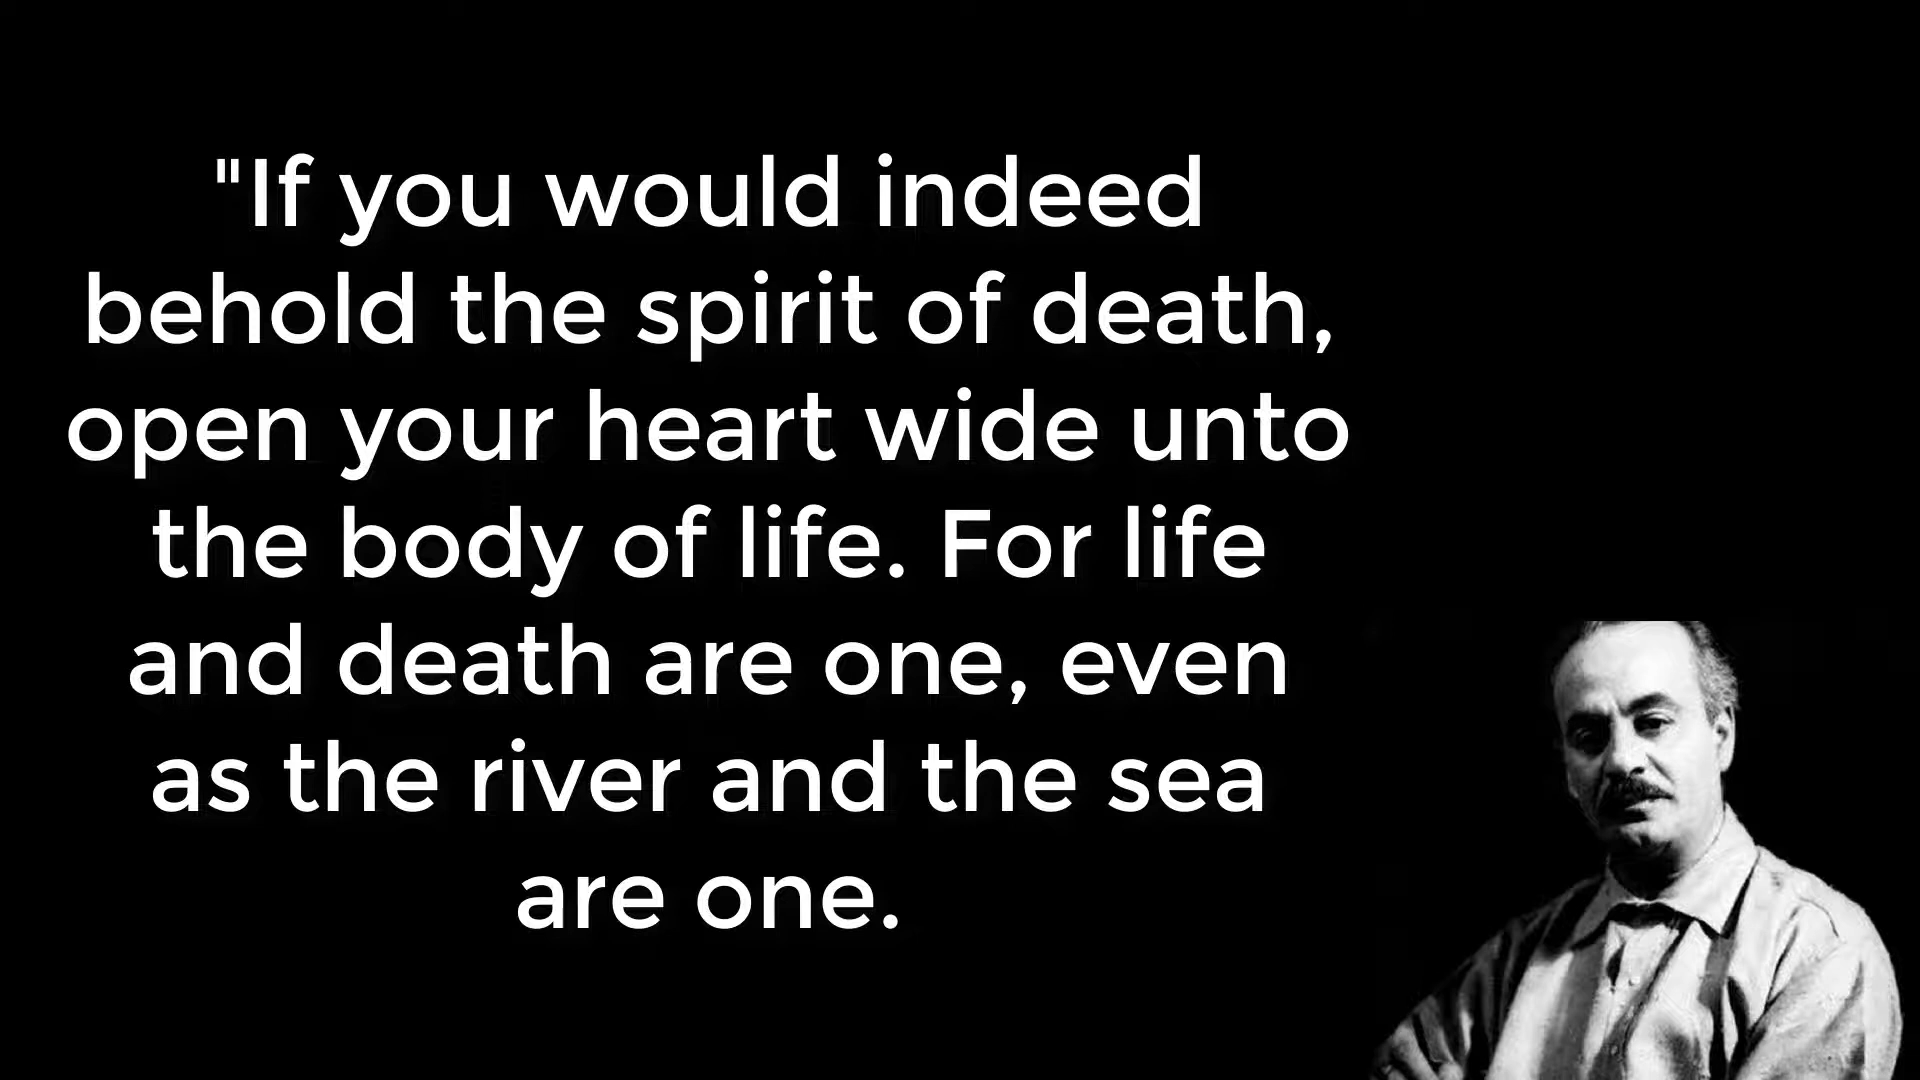 "If you would indeed
behold the spirit of death,
open your heart wide unto
the body of life. For life
and death are one, even
as the river and the sea
are one.